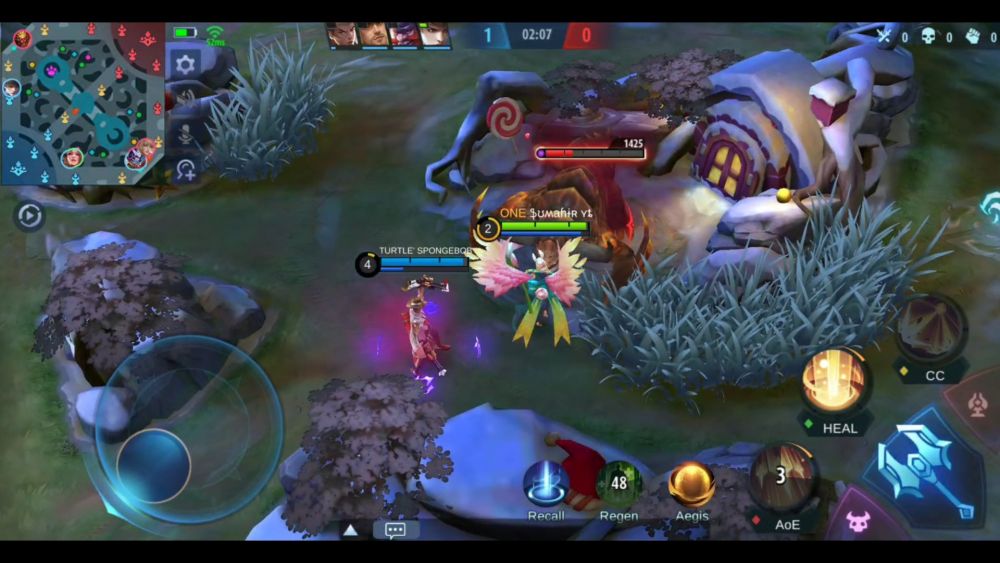 52ms
1 02:07 0
0 0 0
1425
2
4
TURTLE' SPONGEBOB
ONE
CC
HEAL
3
AoE
48
Recall
Regen
Aegis